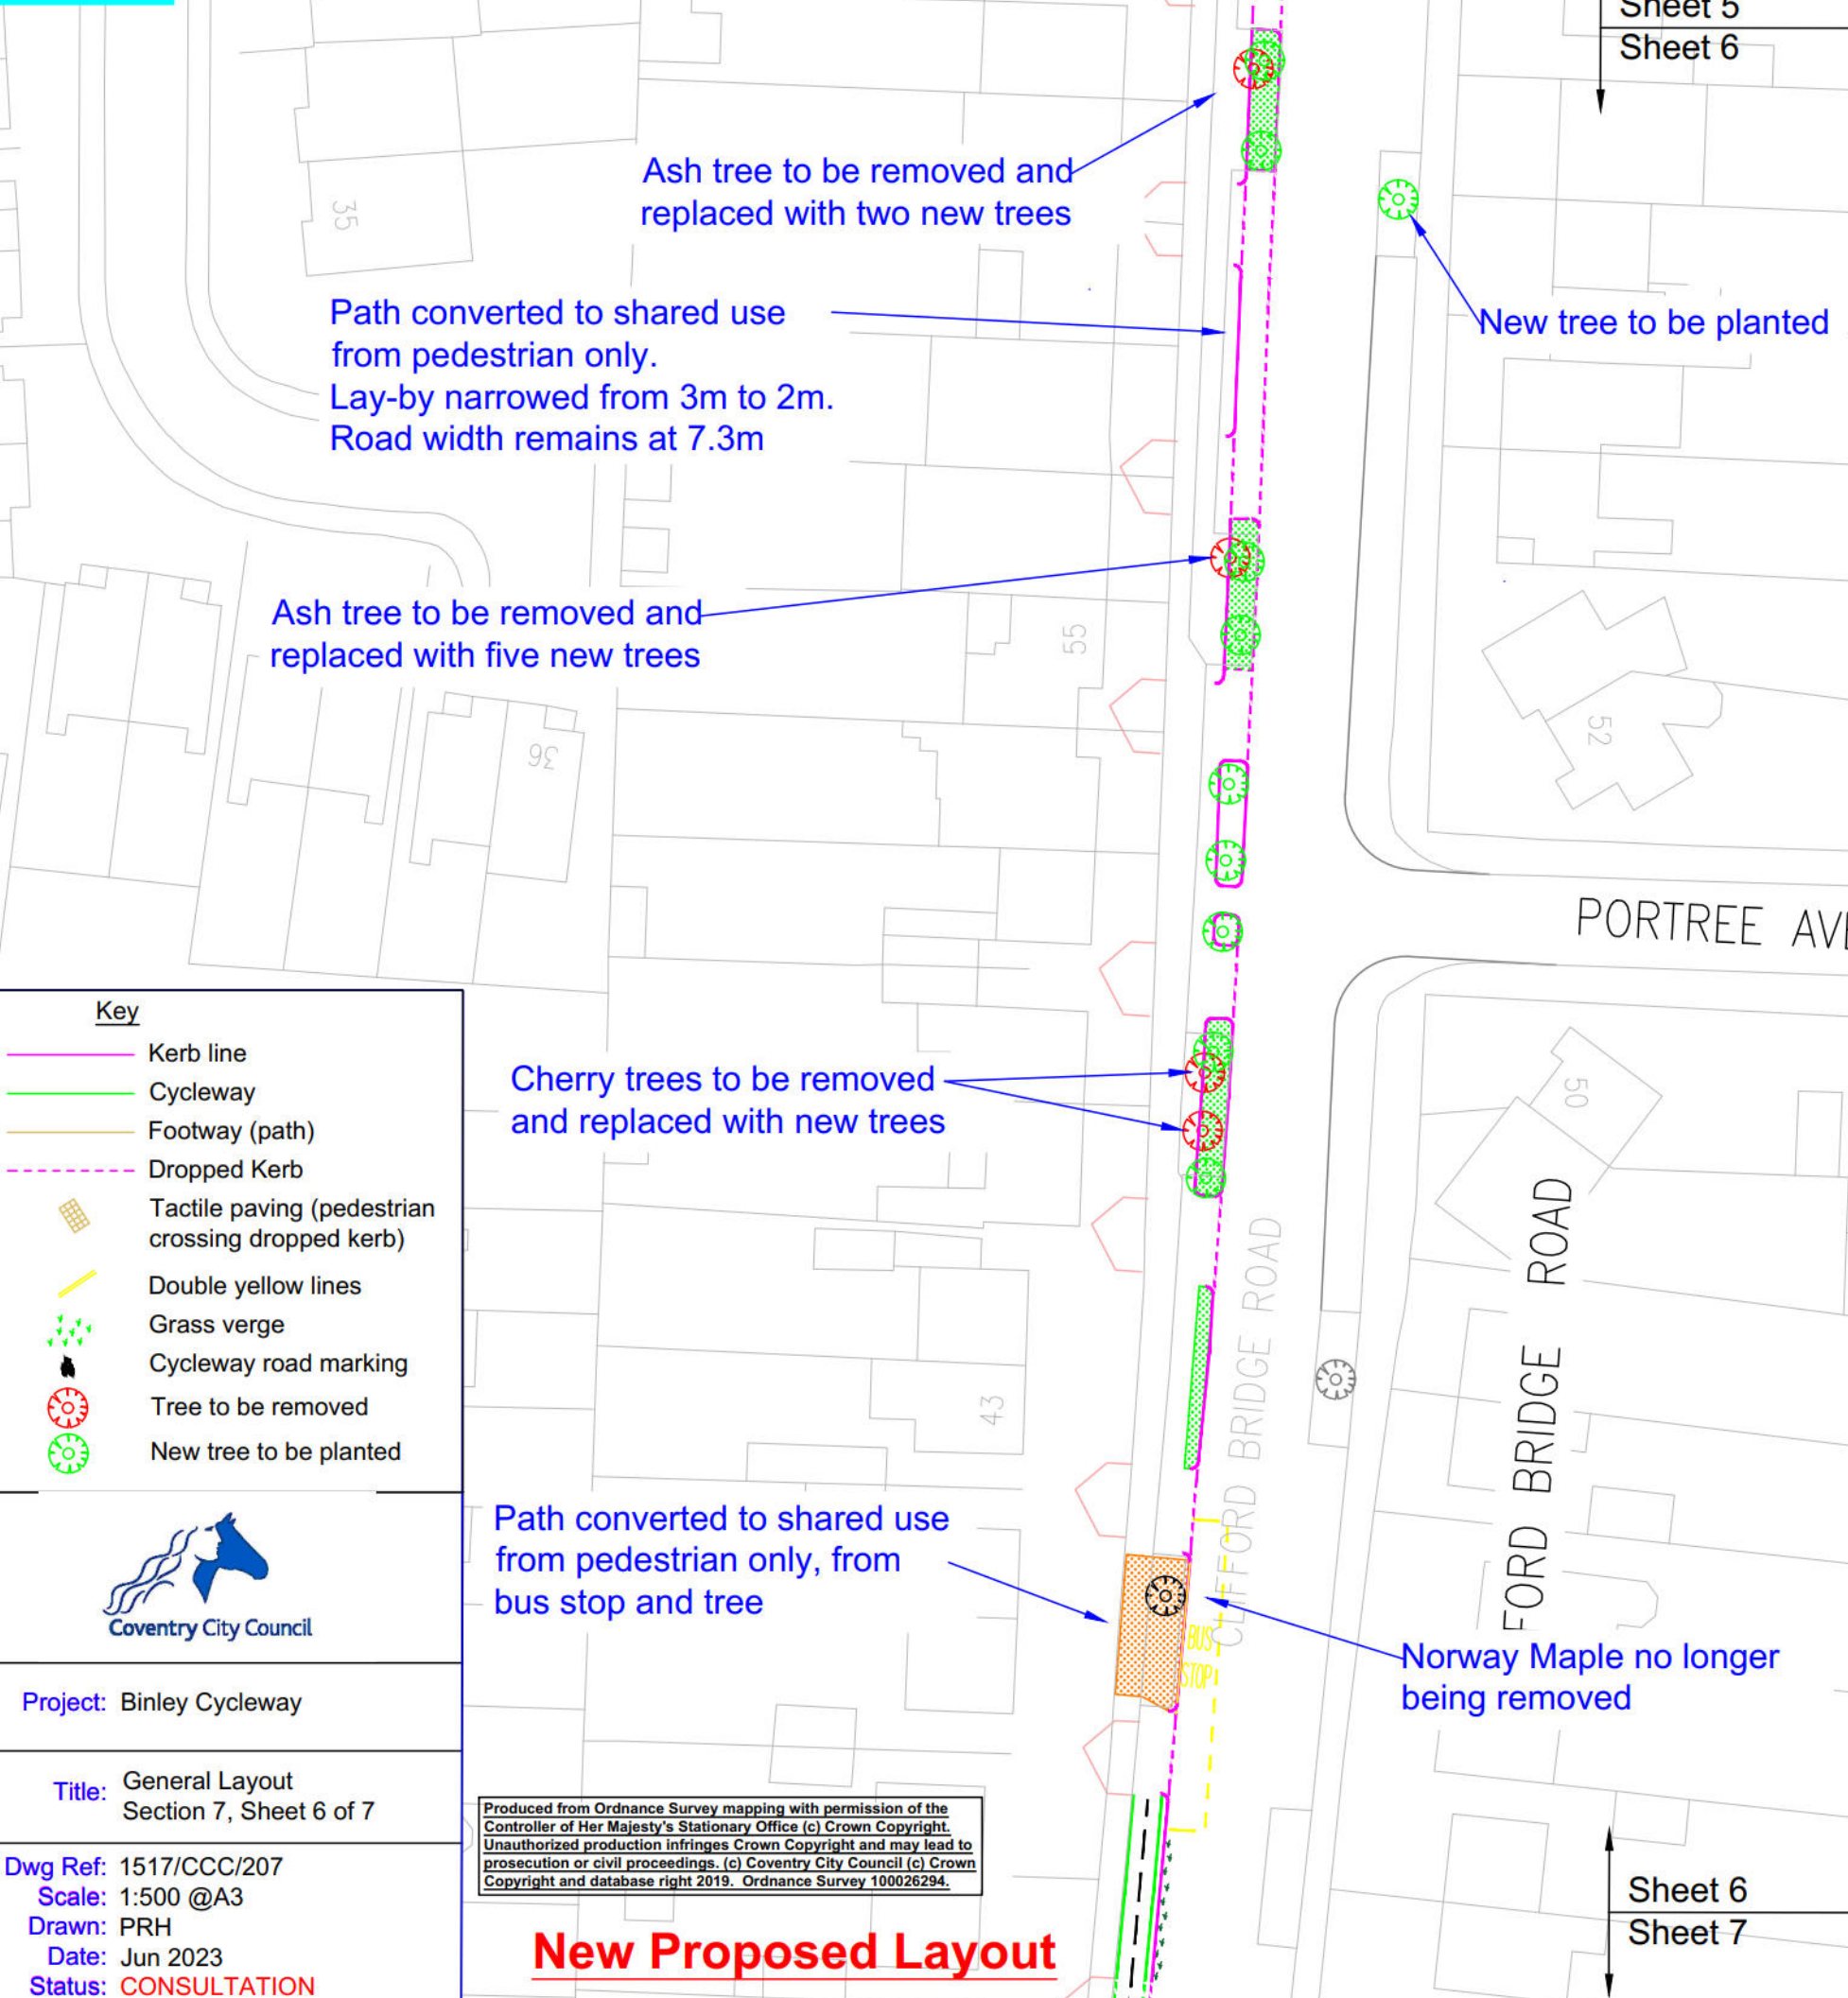 Sheet 5
Sheet 6
Ash tree to be removed and
replaced with two new trees
35
New tree to be planted
Path converted to shared use
from pedestrian only.
Lay-by narrowed from 3m to 2m.
Road width remains at 7.3m
Ash tree to be removed and
replaced with five new trees
55
52
36
PORTREE AVE
Key
Kerb line
Cycleway
Footway (path)
Dropped Kerb
Tactile paving (pedestrian
crossing dropped kerb)
Double yellow lines
Grass verge
Cycleway road marking
Tree to be removed
New tree to be planted
Cherry trees to be removed
and replaced with new trees
50
43
CLIFFORD BRIDGE ROAD
FORD BRIDGE ROAD
Path converted to shared use
from pedestrian only, from
bus stop and tree
BUS
STOP
Norway Maple no longer
being removed
Coventry City Council
Project: Binley Cycleway
Title: General Layout
Section 7, Sheet 6 of 7
Dwg Ref: 1517/CCC/207
Scale: 1:500 @A3
Drawn: PRH
Date: Jun 2023
Status: CONSULTATION
Produced from Ordnance Survey mapping with permission of the
Controller of Her Majesty's Stationary Office (c) Crown Copyright.
Unauthorized production infringes Crown Copyright and may lead to
prosecution or civil proceedings. (c) Coventry City Council (c) Crown
Copyright and database right 2019. Ordnance Survey 100026294.
New Proposed Layout
Sheet 6
Sheet 7